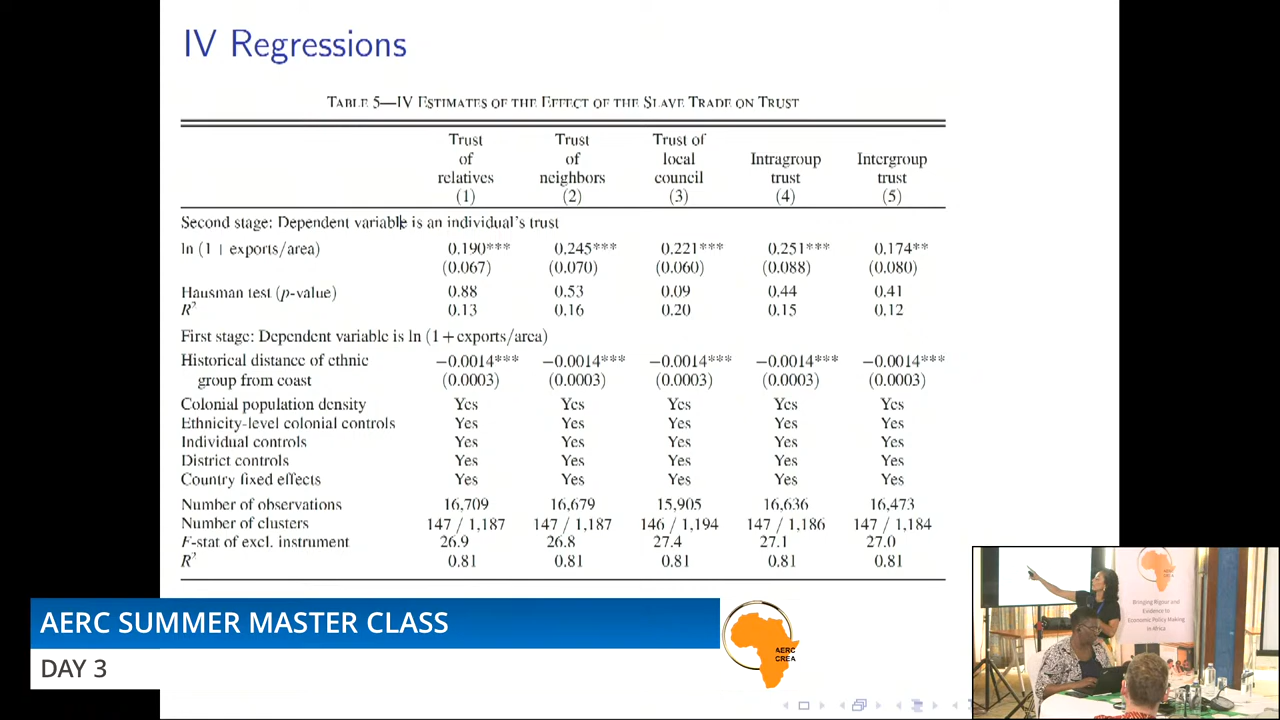 IV Regressions
TABLE 5—IV ESTIMATES OF THE EFFECT OF THE SLAVE TRADE ON TRUST
Trust of relatives (1) Trust of neighbors (2) Trust of local council (3) Intragroup trust (4) Intergroup trust (5)
Second stage: Dependent variable is an individual's trust
ln (1 + exports/area) 0.190*** 0.245*** 0.221*** 0.251*** 0.174**
(0.067) (0.070) (0.060) (0.088) (0.080)
Hausman test (p-value) 0.88 0.53 0.09 0.44 0.41
R² 0.13 0.16 0.20 0.15 0.12
First stage: Dependent variable is ln (1+exports/area)
Historical distance of ethnic −0.0014*** −0.0014*** −0.0014*** −0.0014*** −0.0014***
group from coast (0.0003) (0.0003) (0.0003) (0.0003) (0.0003)
Colonial population density Yes Yes Yes Yes Yes
Ethnicity-level colonial controls Yes Yes Yes Yes Yes
Individual controls Yes Yes Yes Yes Yes
District controls Yes Yes Yes Yes Yes
Country fixed effects Yes Yes Yes Yes Yes
Number of observations 16,709 16,679 15,905 16,636 16,473
Number of clusters 147 / 1,187 147 / 1,187 146 / 1,194 147 / 1,186 147 / 1,184
F-stat of excl. instrument 26.9 26.8 27.4 27.1 27.0
R² 0.81 0.81 0.81 0.81 0.81
AERC SUMMER MASTER CLASS
DAY 3
AERC
CREA
Bringing Rigour and
Evidence to
Economic Policy Making
in Africa